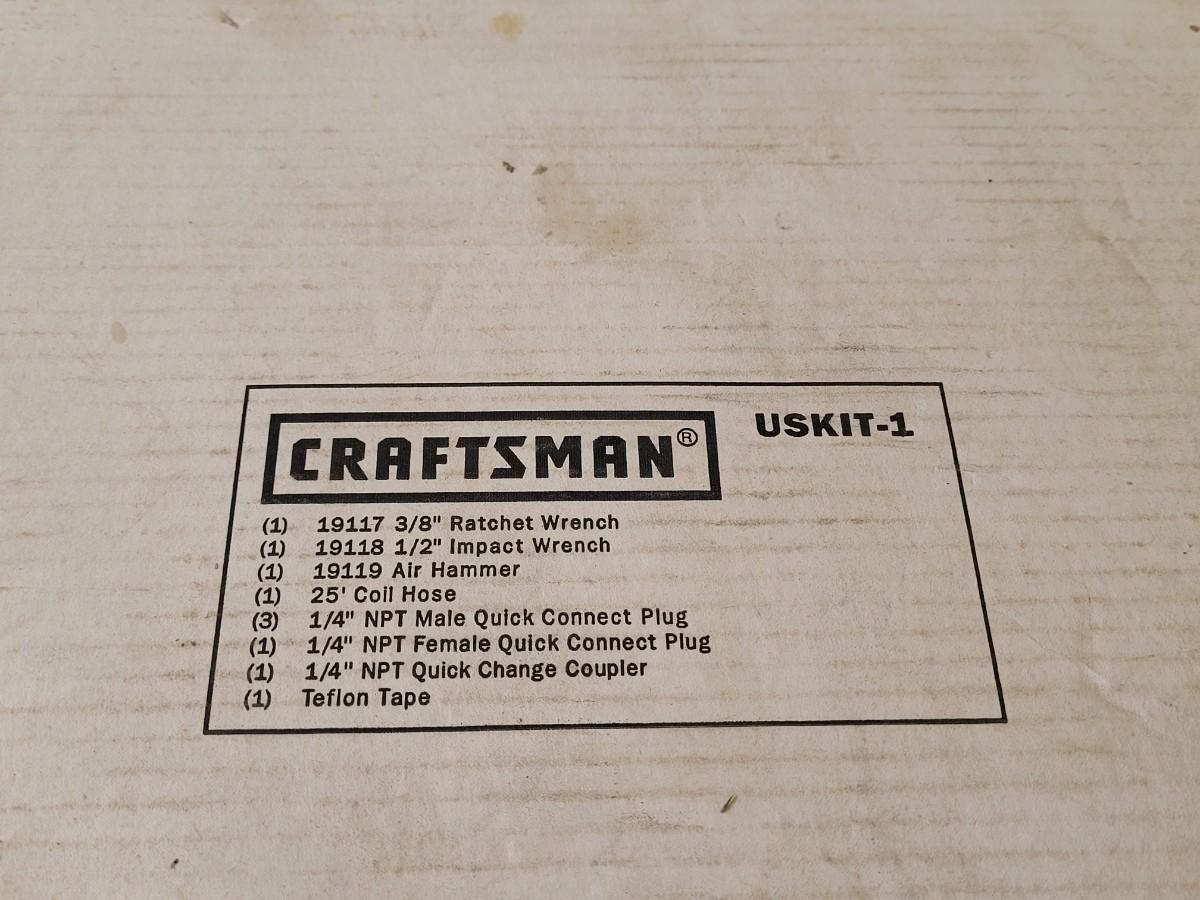 CRAFTSMAN® USKIT-1
(1) 19117 3/8" Ratchet Wrench
(1) 19118 1/2" Impact Wrench
(1) 19119 Air Hammer
(1) 25' Coil Hose
(3) 1/4" NPT Male Quick Connect Plug
(1) 1/4" NPT Female Quick Connect Plug
(1) 1/4" NPT Quick Change Coupler
(1) Teflon Tape